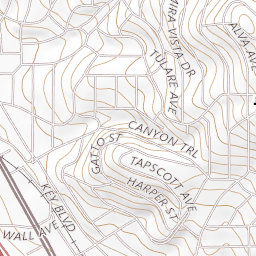 MIRA VISTA DR
ALVA AVE
TULARE AVE
CANYON TRL
GATTO ST
TAPSCOTT AVE
HARPER ST
KEY BLVD
WALL AVE